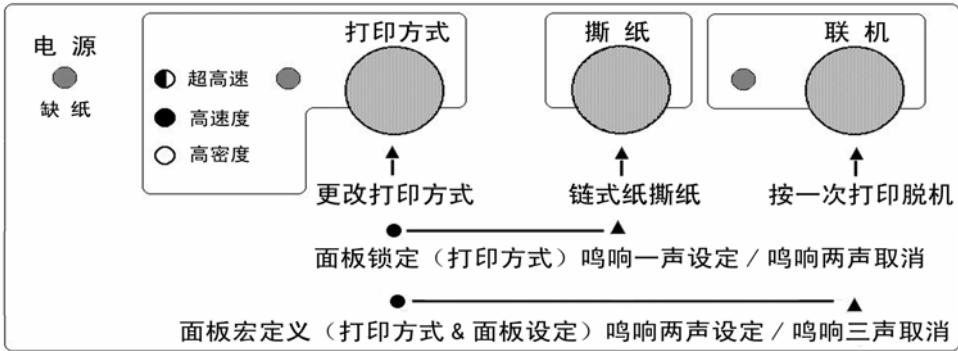 电 源
缺 纸
打印方式
超高速
高速度
高密度
撕 纸
联 机
更改打印方式
链式纸撕纸
按一次打印脱机
面板锁定（打印方式）鸣响一声设定 / 鸣响两声取消
面板宏定义（打印方式 & 面板设定）鸣响两声设定 / 鸣响三声取消